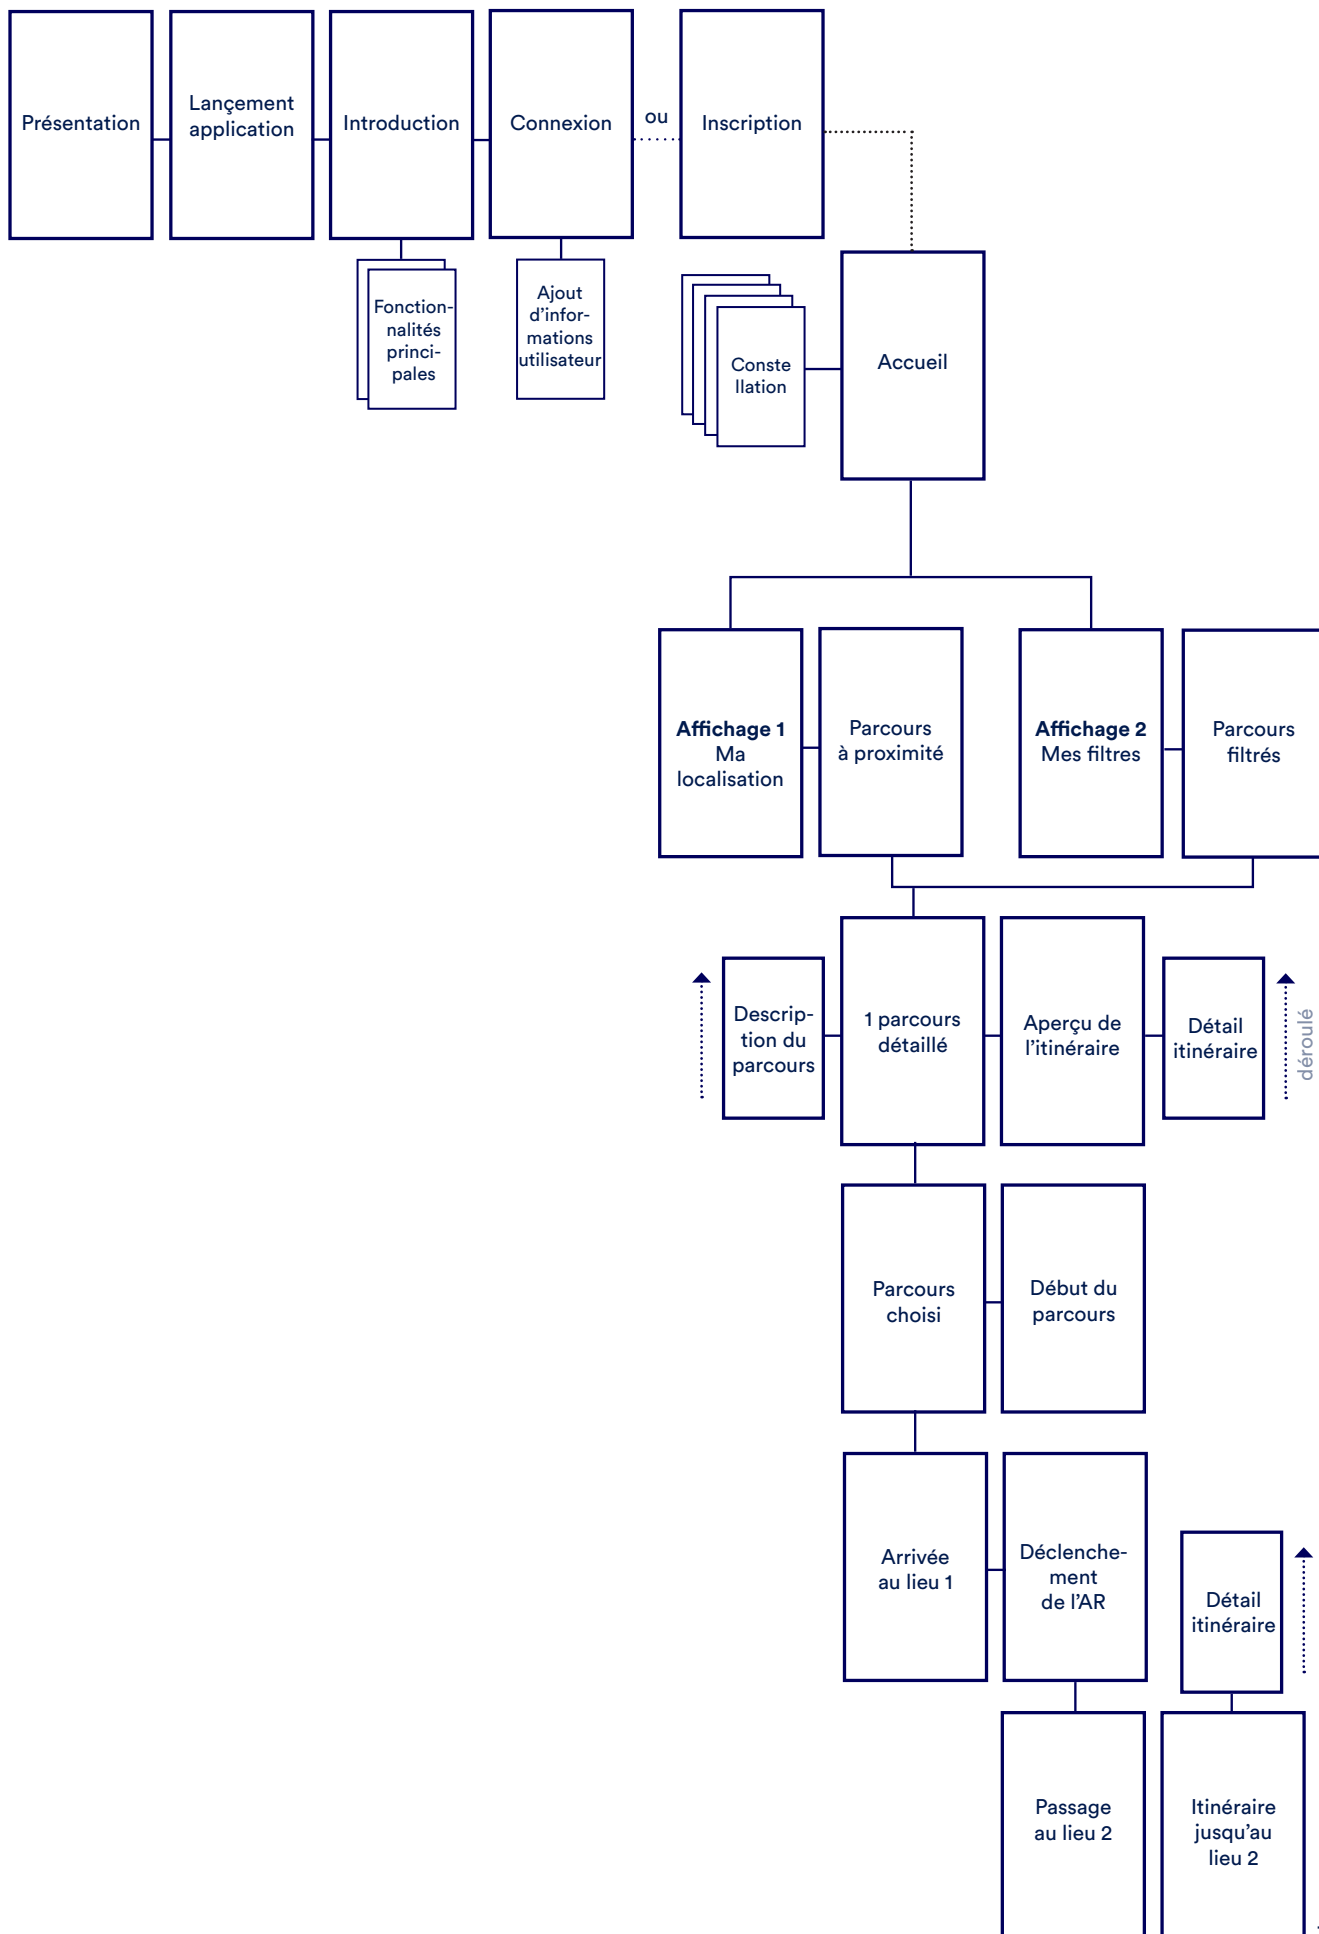 Présentation
Lançement
application
Introduction
Connexion
ou
Inscription
Fonction-
nalités
princi-
pales
Ajout
d’infor-
mations
utilisateur
Conste
llation
Accueil
Affichage 1
Ma
localisation
Parcours
à proximité
Affichage 2
Mes filtres
Parcours
filtrés
Descrip-
tion du
parcours
1 parcours
détaillé
Aperçu de
l’itinéraire
Détail
itinéraire
déroulé
Parcours
choisi
Début du
parcours
Arrivée
au lieu 1
Déclenche-
ment
de l’AR
Détail
itinéraire
Passage
au lieu 2
Itinéraire
jusqu’au
lieu 2